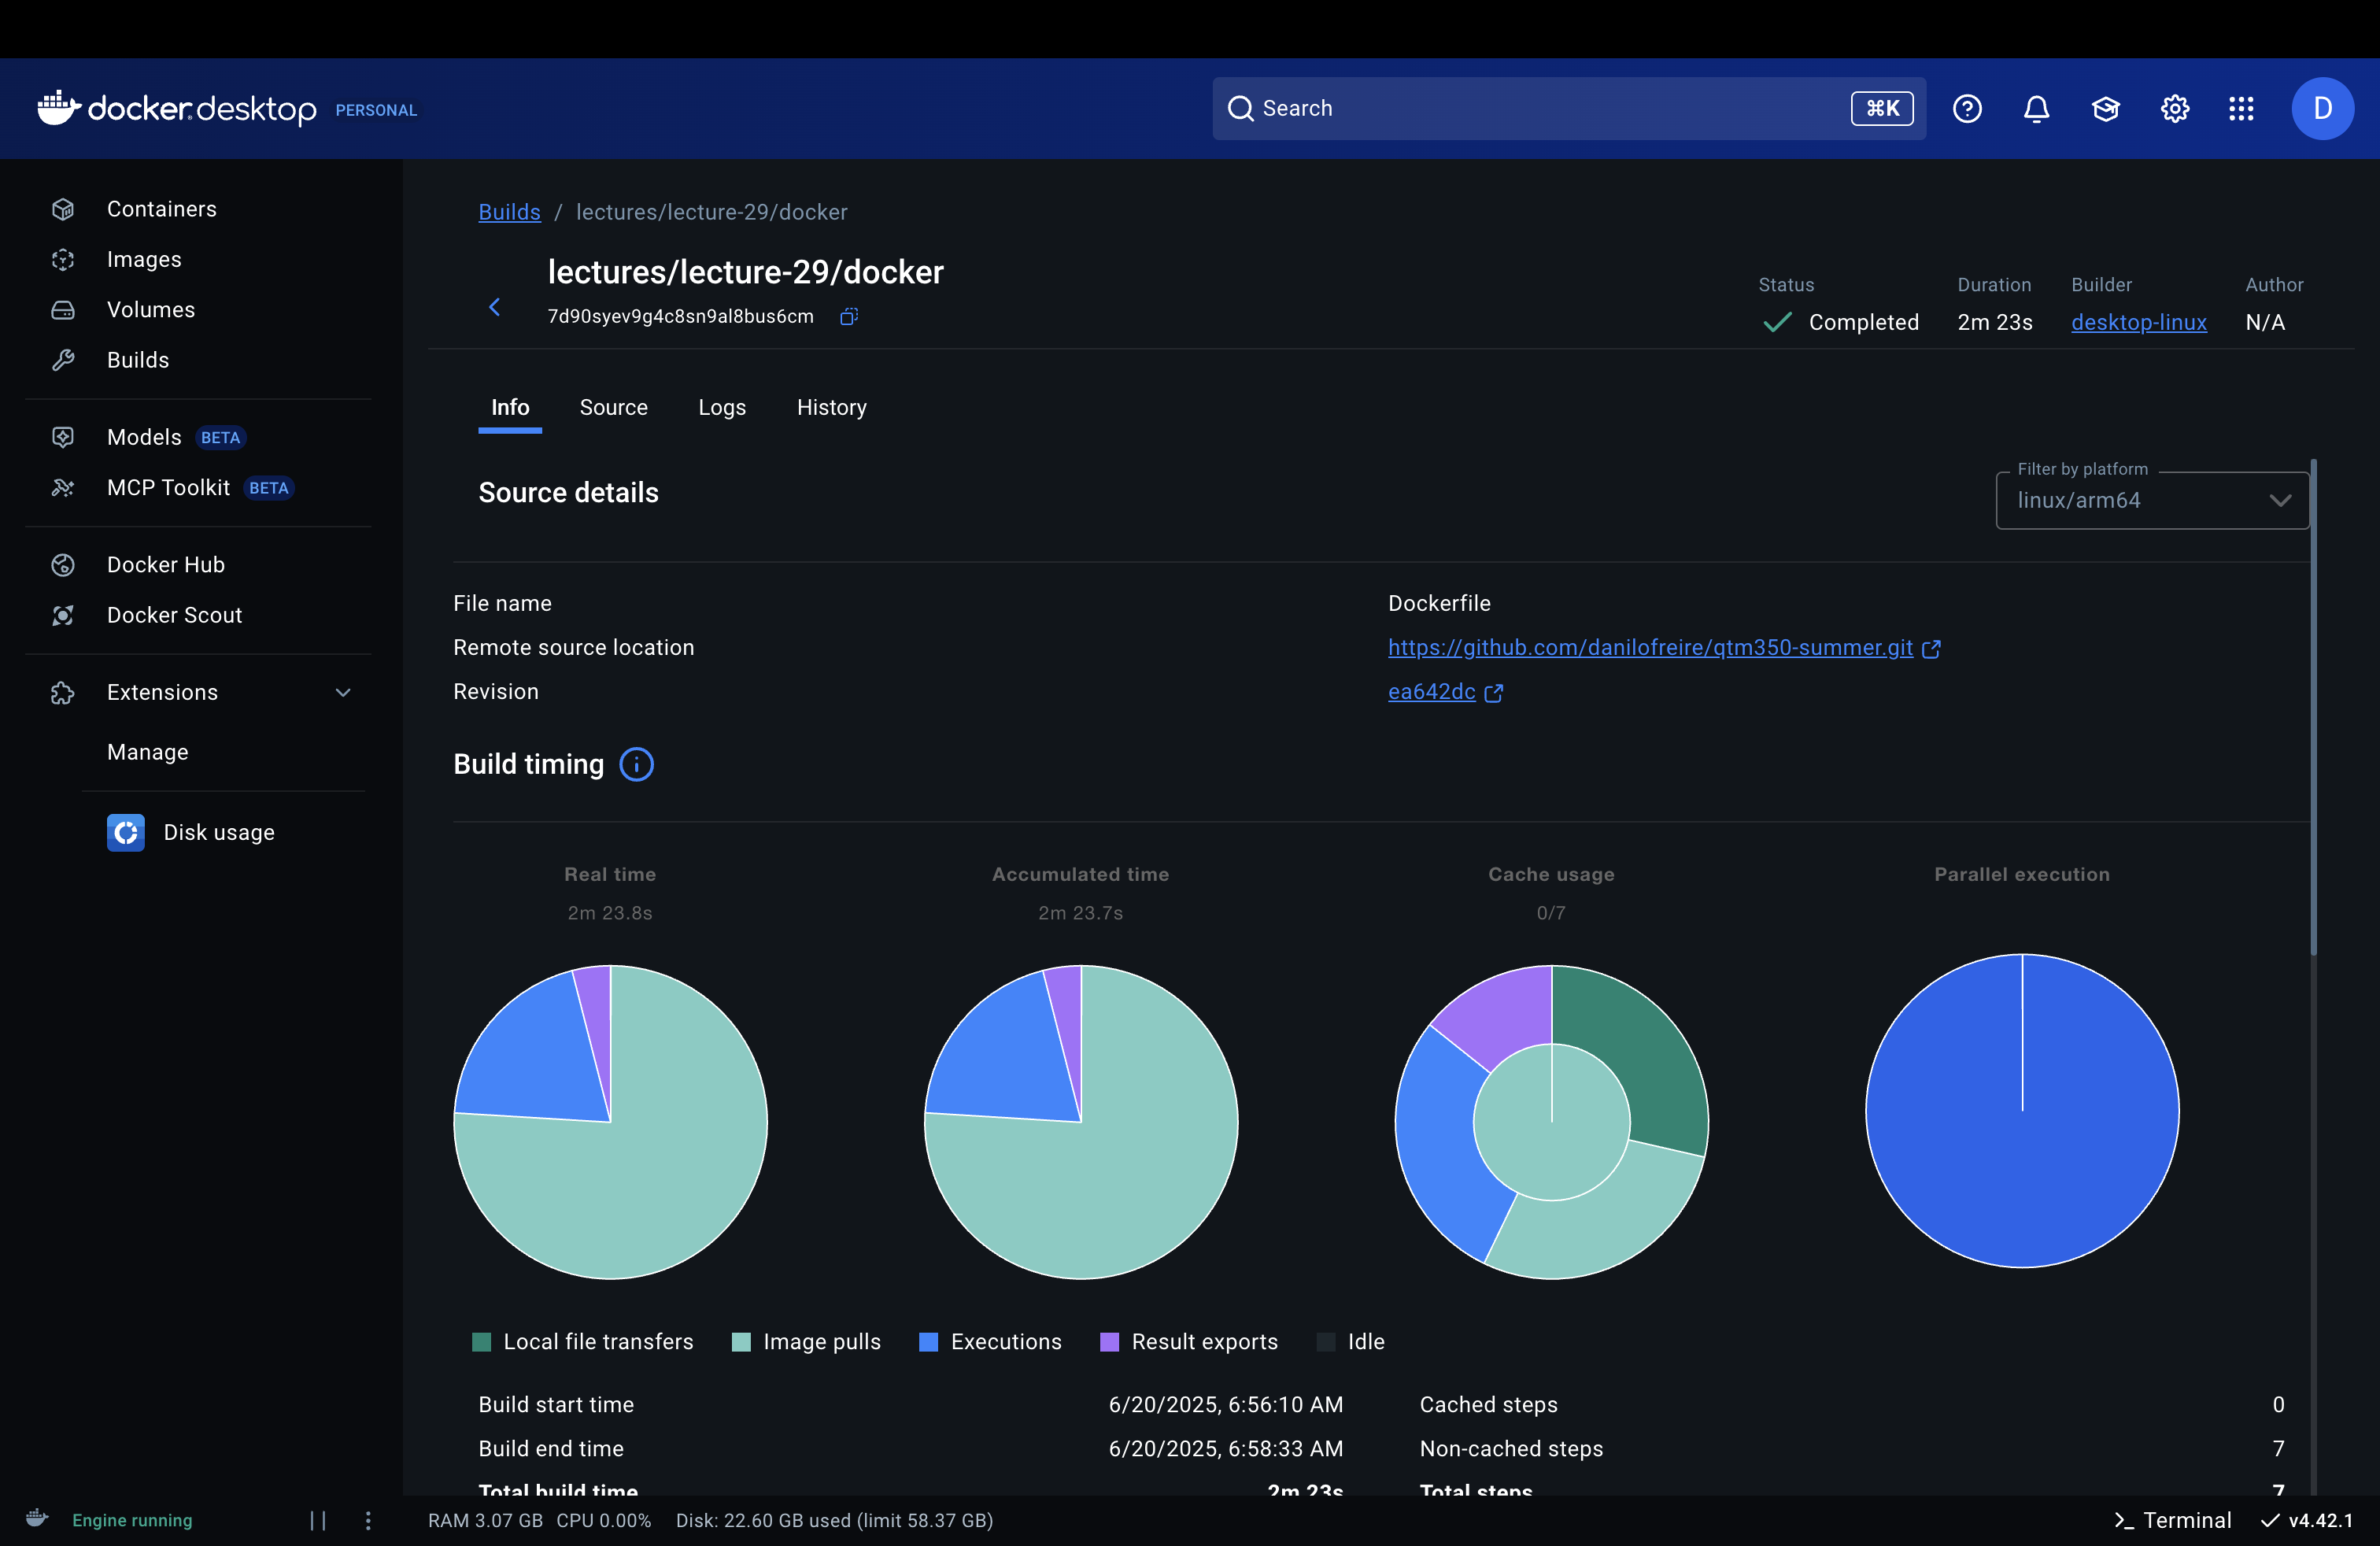 docker.desktop PERSONAL
Search ⌘K
D
Containers
Images
Volumes
Builds
Models BETA
MCP Toolkit BETA
Docker Hub
Docker Scout
Extensions
Manage
Disk usage
Builds / lectures/lecture-29/docker
lectures/lecture-29/docker
7d90syev9g4c8sn9al8bus6cm
Status
Completed
Duration
2m 23s
Builder
desktop-linux
Author
N/A
Info Source Logs History
Source details
Filter by platform
linux/arm64
File name Dockerfile
Remote source location https://github.com/danilofreire/qtm350-summer.git
Revision ea642dc
Build timing
Real time
2m 23.8s
Accumulated time
2m 23.7s
Cache usage
0/7
Parallel execution
Local file transfers Image pulls Executions Result exports Idle
Build start time 6/20/2025, 6:56:10 AM
Build end time 6/20/2025, 6:58:33 AM
Total build time 2m 23s
Cached steps 0
Non-cached steps 7
Total steps 7
Engine running
RAM 3.07 GB CPU 0.00% Disk: 22.60 GB used (limit 58.37 GB)
>_ Terminal v4.42.1